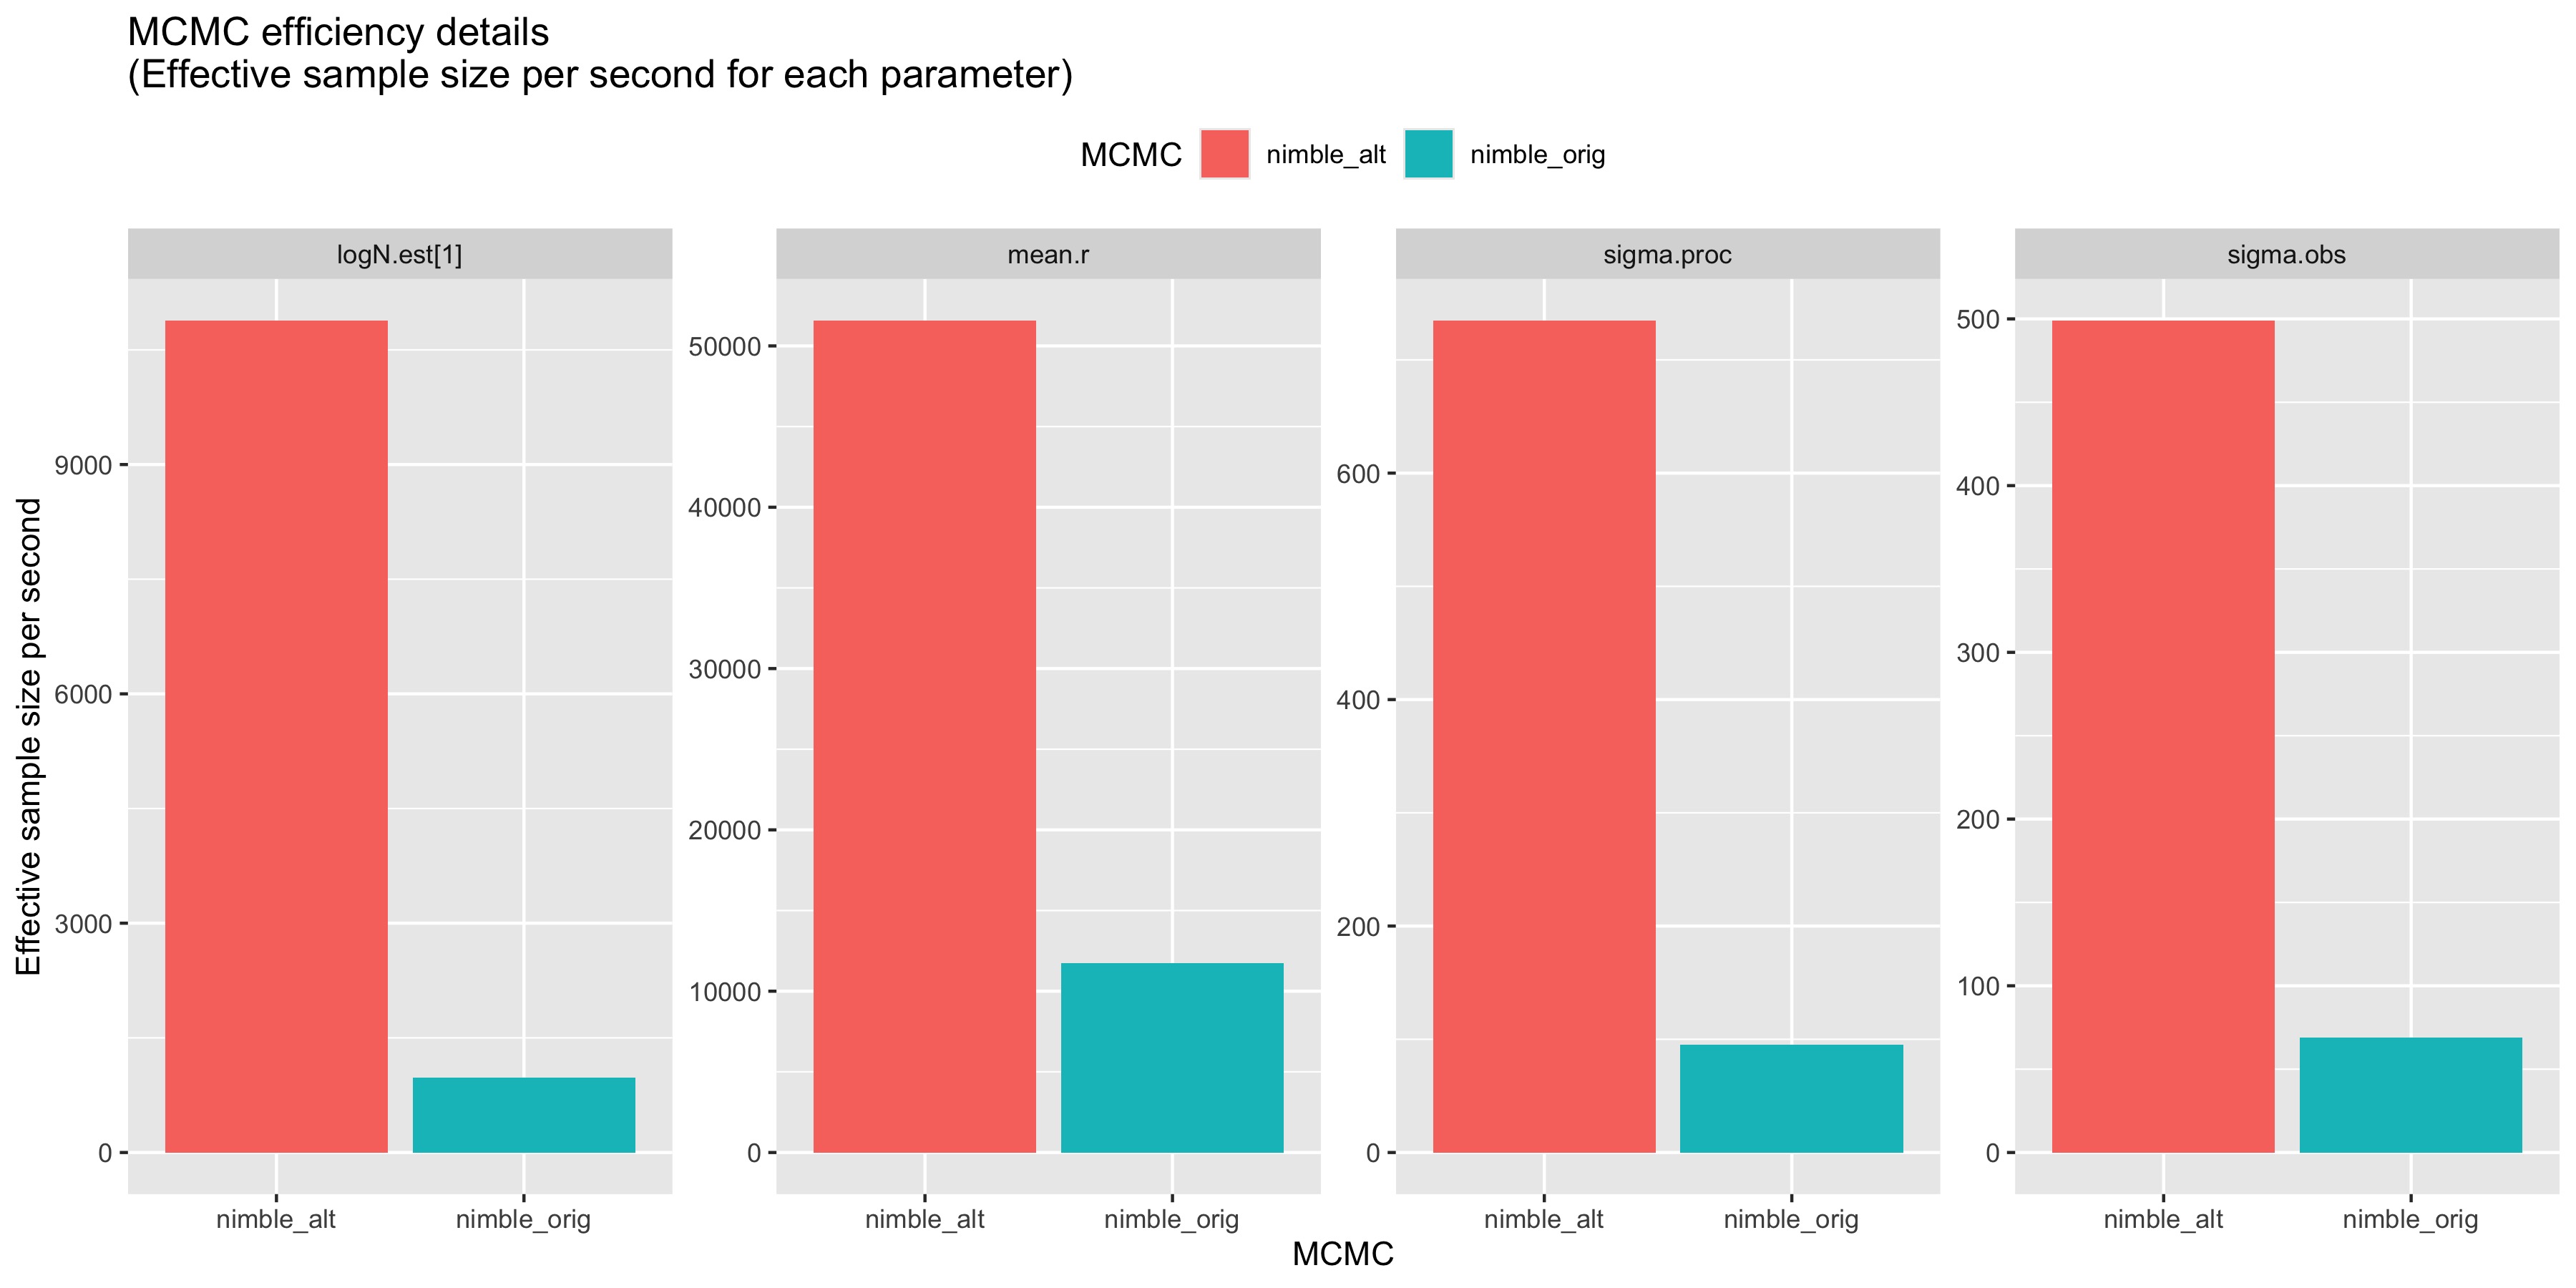 MCMC efficiency details
(Effective sample size per second for each parameter)
MCMC nimble_alt nimble_orig
logN.est[1] mean.r sigma.proc sigma.obs
Effective sample size per second
9000
6000
3000
0
50000
40000
30000
20000
10000
0
600
400
200
0
500
400
300
200
100
0
nimble_alt nimble_orig nimble_alt nimble_orig nimble_alt nimble_orig nimble_alt nimble_orig
MCMC